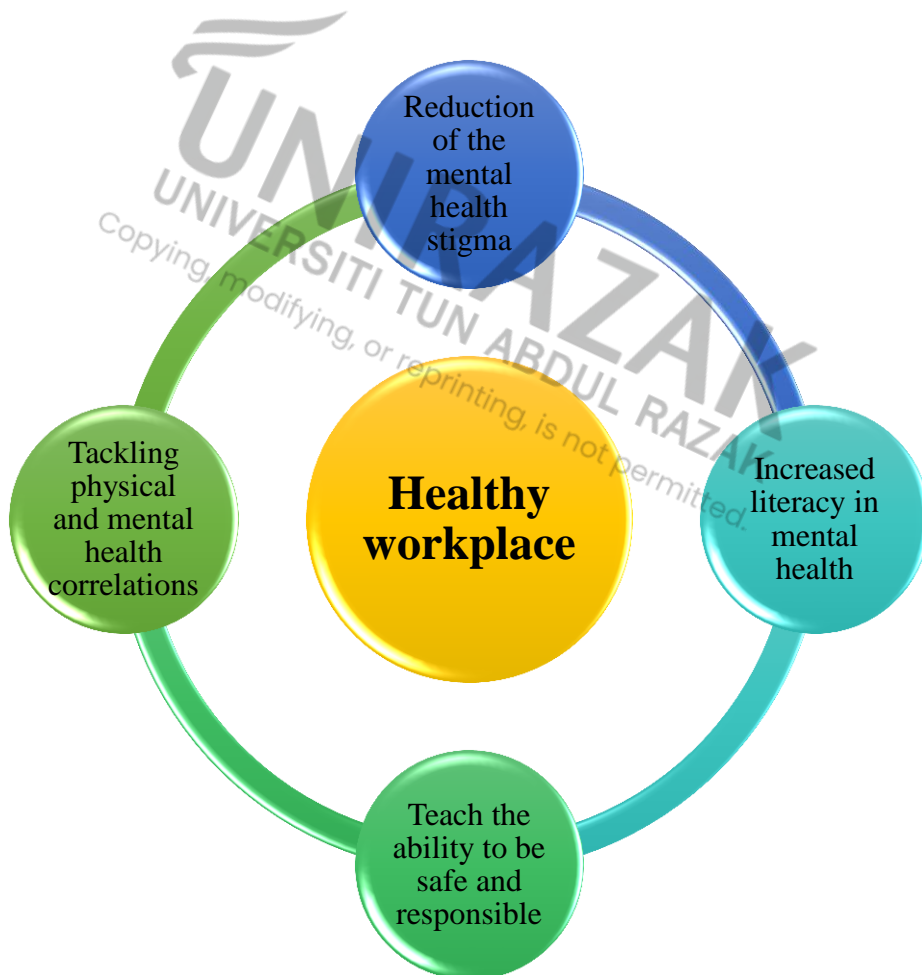 Reduction
of the
mental
health
stigma
UNIRAZAK
UNIVERSITI TUN ABDUL RAZAK
Copying, modifying, or reprinting, is not permitted.
Tackling
physical
and mental
health
correlations
Healthy
workplace
Increased
literacy in
mental
health
Teach the
ability to be
safe and
responsible